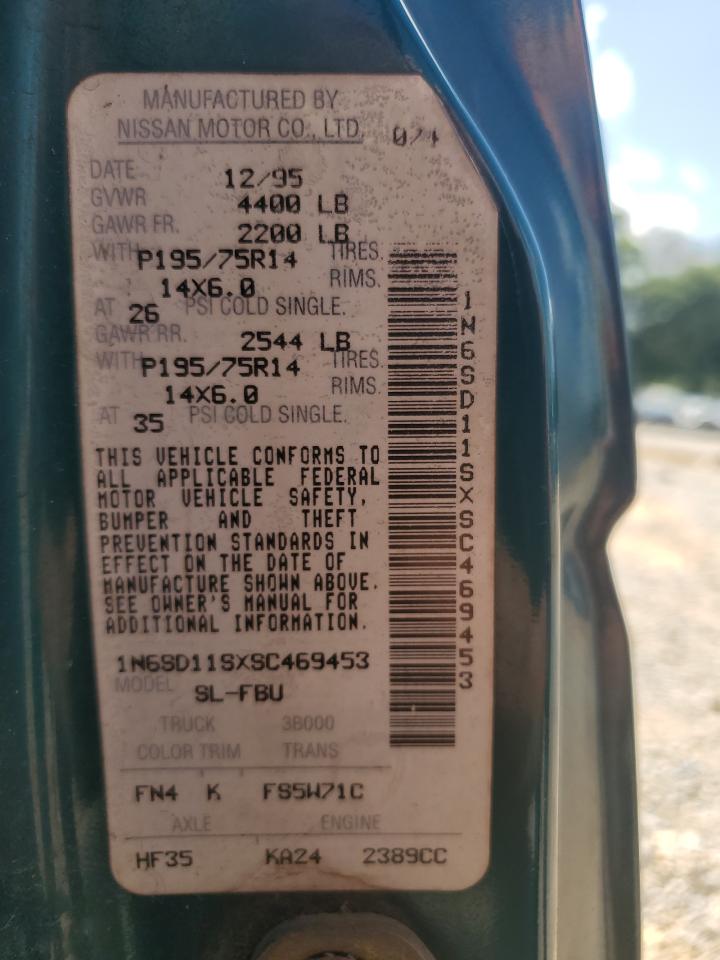 MANUFACTURED BY
NISSAN MOTOR CO., LTD.
DATE 12/95
GVWR 4400 LB
GAWR FR. 2200 LB
WITH P195/75R14 TIRES.
14X6.0 RIMS.
AT 26 PSI COLD SINGLE.
GAWR RR. 2544 LB
WITH P195/75R14 TIRES.
14X6.0 RIMS.
AT 35 PSI COLD SINGLE.
THIS VEHICLE CONFORMS TO
ALL APPLICABLE FEDERAL
MOTOR VEHICLE SAFETY,
BUMPER AND THEFT
PREVENTION STANDARDS IN
EFFECT ON THE DATE OF
MANUFACTURE SHOWN ABOVE.
SEE OWNER'S MANUAL FOR
ADDITIONAL INFORMATION.
1N6SD11SXSC469453
MODEL SL-FBU
TRUCK 3B000
COLOR TRIM TRANS
FN4 K FS5W71C
AXLE ENGINE
HF35 KA24 2389CC
1N6SD11SXSC469453